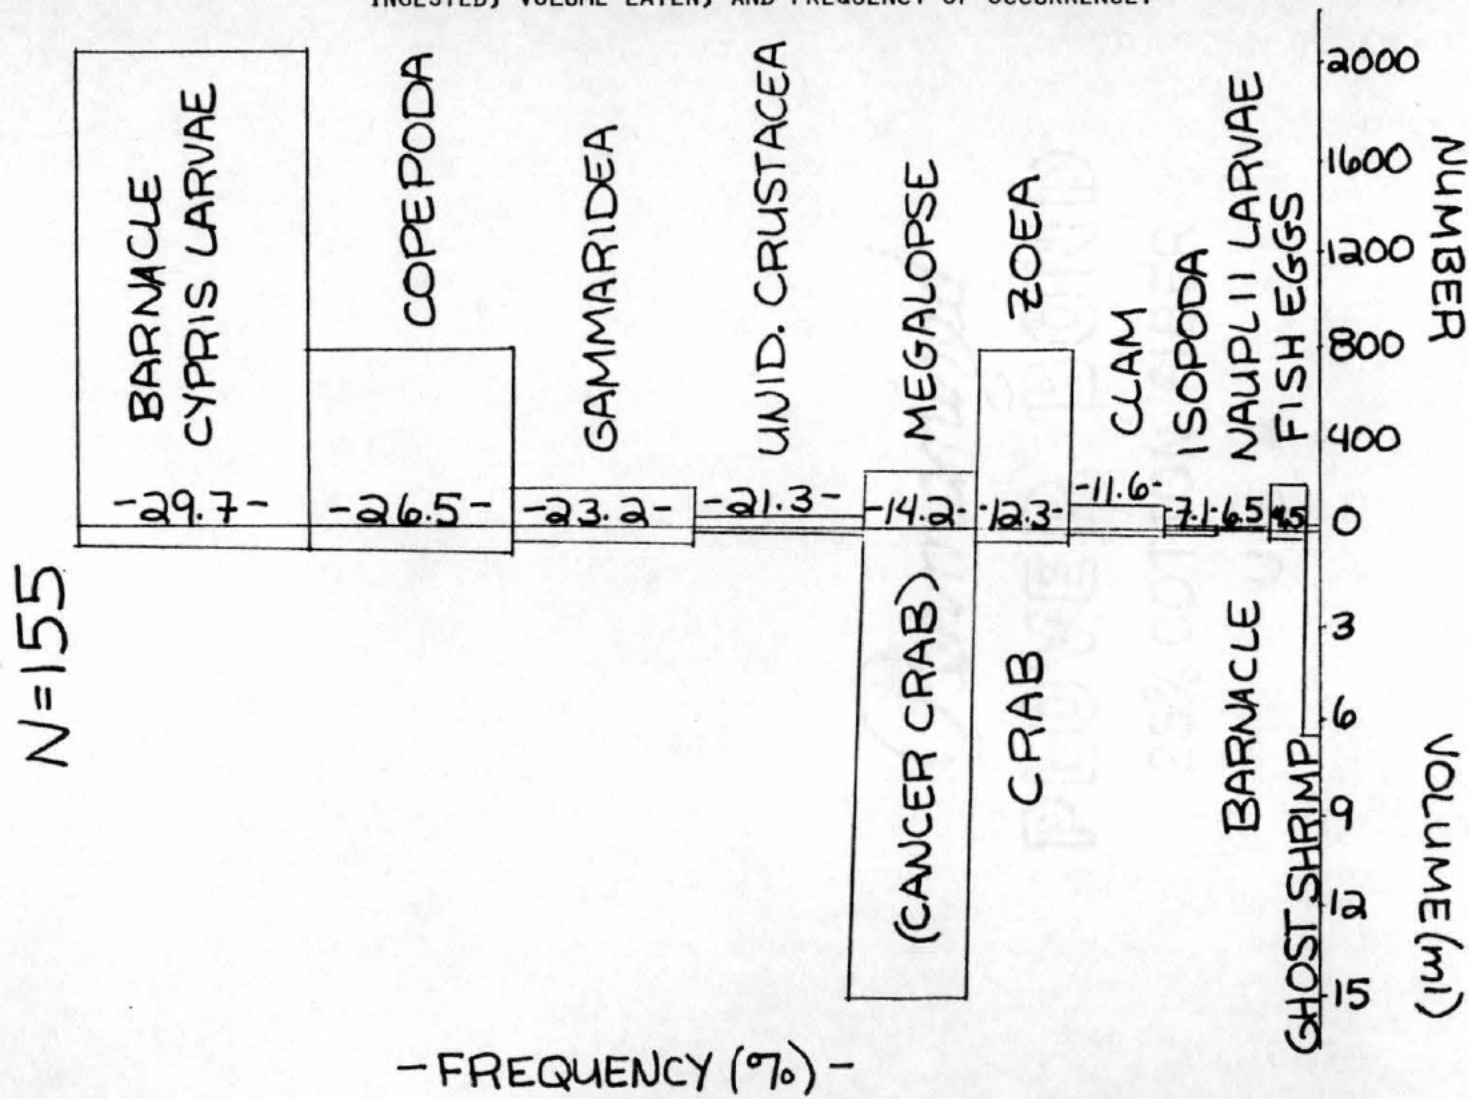 INGESTED, VOLUME EATEN, AND FREQUENCY OF OCCURRENCE.
N=155
BARNACLE
CYPRIS LARVAE
COPEPODA
GAMMARIDEA
UNID. CRUSTACEA
MEGALOPSE
(CANCER CRAB)
CRAB ZOEA
CLAM
ISOPODA
BARNACLE NAUPLII LARVAE
FISH EGGS
GHOST SHRIMP
-29.7-
-26.5-
-23.2-
-21.3-
-14.2-
-12.3-
-11.6-
-7.1-
6.5
4.5
2000
1600
1200
800
400
0
3
6
9
12
15
NUMBER
VOLUME (ml)
-FREQUENCY (%)-